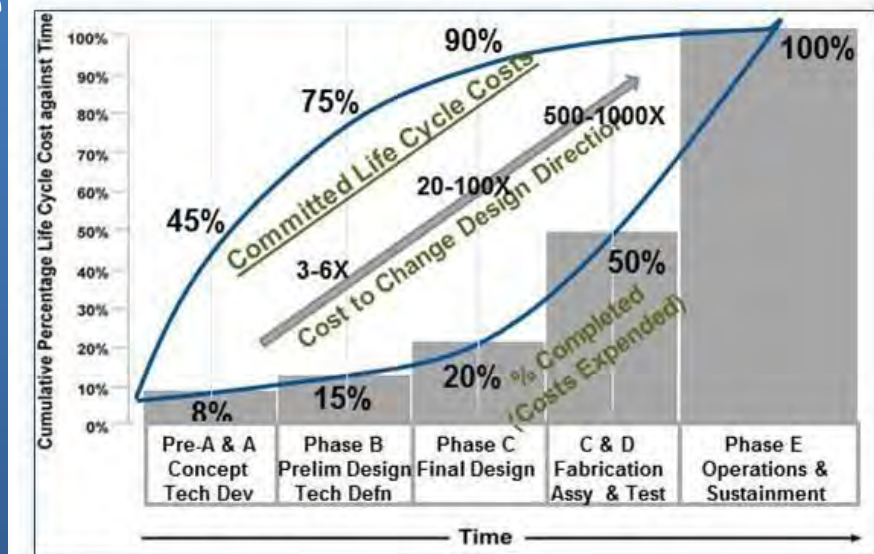 Cumulative Percentage Life Cycle Cost against Time
100%
90%
80%
70%
60%
50%
40%
30%
20%
10%
0%
45%
75%
90%
100%
Committed Life Cycle Costs
3-6X
20-100X
500-1000X
Cost to Change Design Direction
8%
15%
20%
50%
% Completed
(Costs Expended)
Pre-A & A
Concept
Tech Dev
Phase B
Prelim Design
Tech Defn
Phase C
Final Design
C & D
Fabrication
Assy & Test
Phase E
Operations &
Sustainment
Time